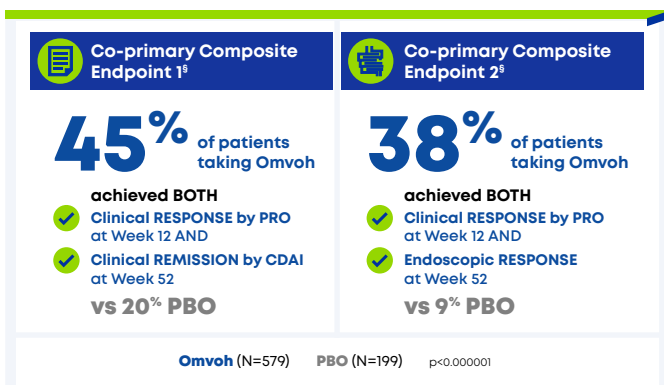 Co-primary Composite
Endpoint 1§
45% of patients
taking Omvoh
achieved BOTH
Clinical RESPONSE by PRO
at Week 12 AND
Clinical REMISSION by CDAI
at Week 52
vs 20% PBO
Co-primary Composite
Endpoint 2§
38% of patients
taking Omvoh
achieved BOTH
Clinical RESPONSE by PRO
at Week 12 AND
Endoscopic RESPONSE
at Week 52
vs 9% PBO
Omvoh (N=579) PBO (N=199) p<0.000001